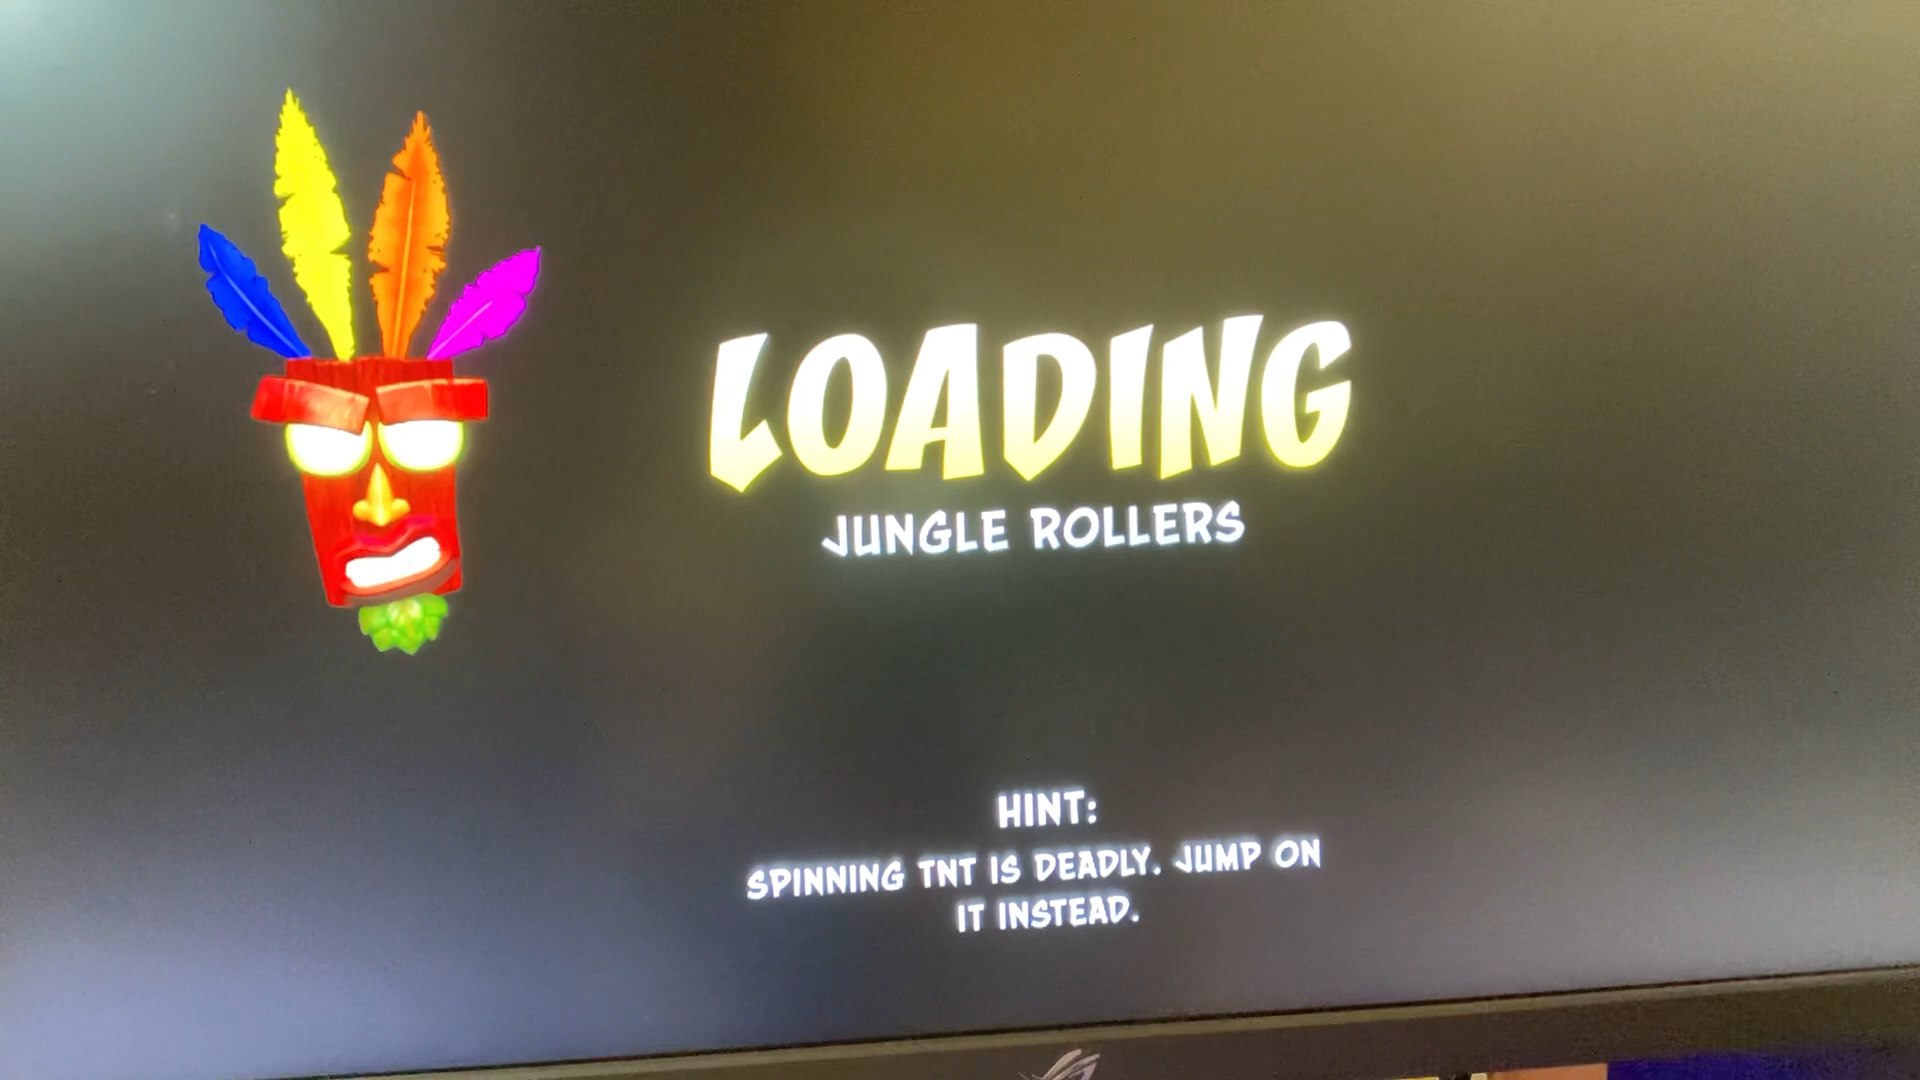 LOADING
JUNGLE ROLLERS
HINT:
SPINNING TNT IS DEADLY. JUMP ON
IT INSTEAD.